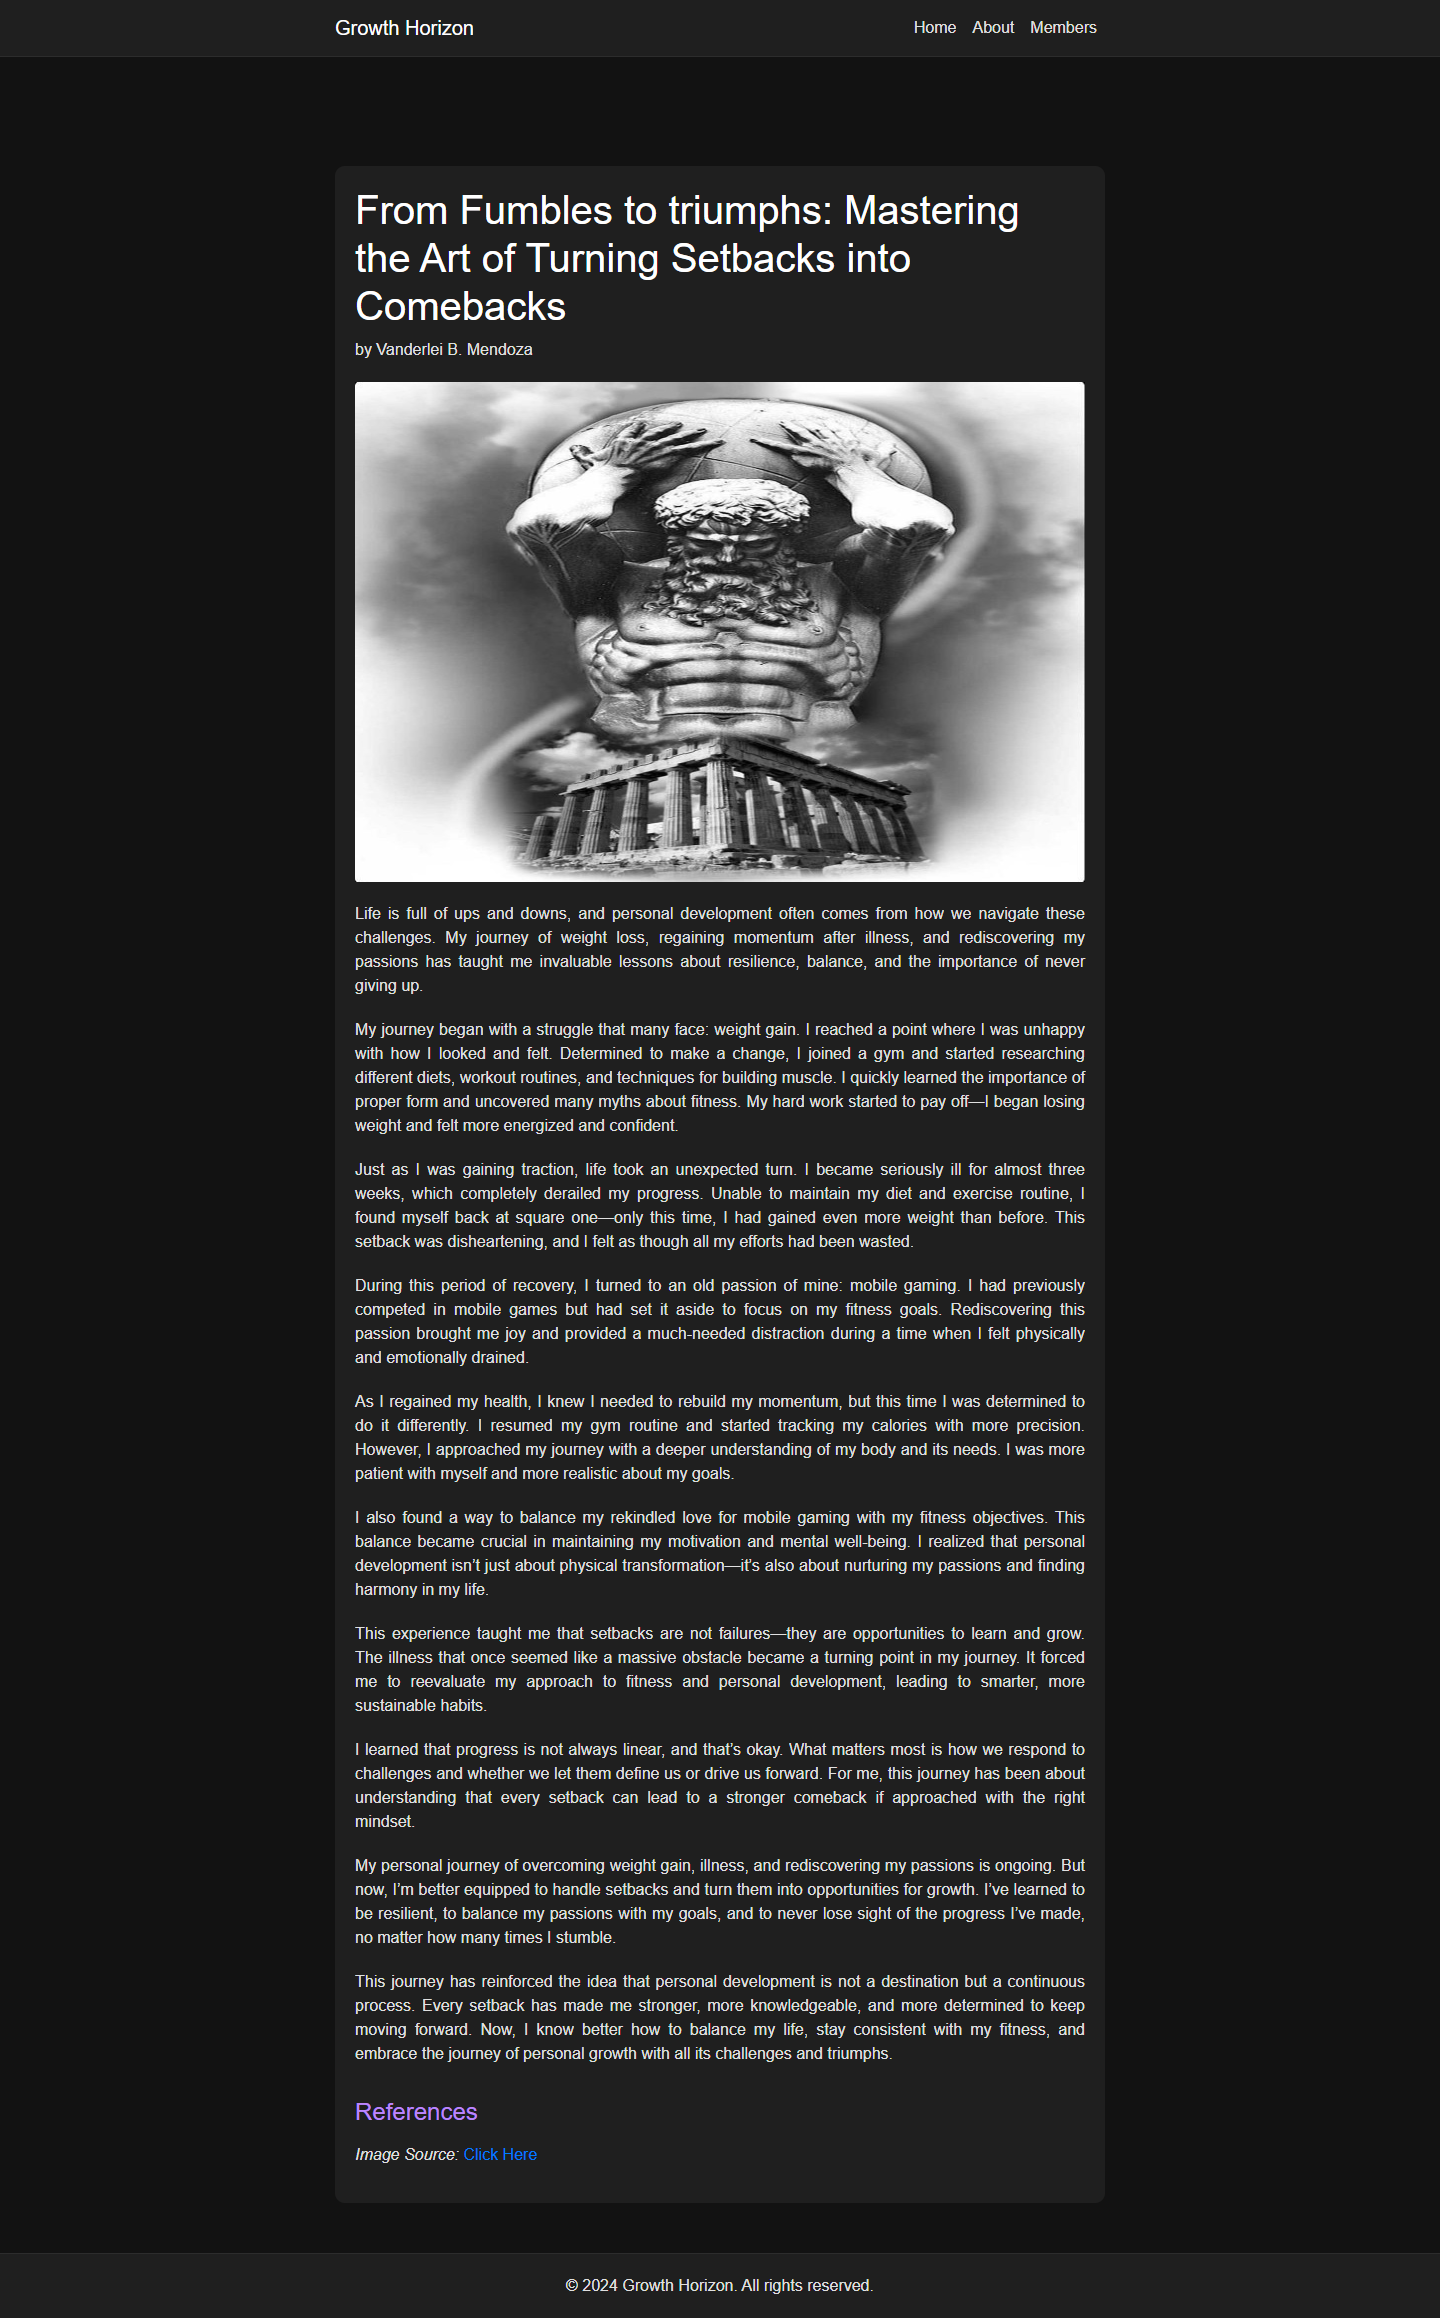 Growth Horizon
Home About Members
From Fumbles to triumphs: Mastering
the Art of Turning Setbacks into
Comebacks
by Vanderlei B. Mendoza
Life is full of ups and downs, and personal development often comes from how we navigate these
challenges. My journey of weight loss, regaining momentum after illness, and rediscovering my
passions has taught me invaluable lessons about resilience, balance, and the importance of never
giving up.
My journey began with a struggle that many face: weight gain. I reached a point where I was unhappy
with how I looked and felt. Determined to make a change, I joined a gym and started researching
different diets, workout routines, and techniques for building muscle. I quickly learned the importance of
proper form and uncovered many myths about fitness. My hard work started to pay off—I began losing
weight and felt more energized and confident.
Just as I was gaining traction, life took an unexpected turn. I became seriously ill for almost three
weeks, which completely derailed my progress. Unable to maintain my diet and exercise routine, I
found myself back at square one—only this time, I had gained even more weight than before. This
setback was disheartening, and I felt as though all my efforts had been wasted.
During this period of recovery, I turned to an old passion of mine: mobile gaming. I had previously
competed in mobile games but had set it aside to focus on my fitness goals. Rediscovering this
passion brought me joy and provided a much-needed distraction during a time when I felt physically
and emotionally drained.
As I regained my health, I knew I needed to rebuild my momentum, but this time I was determined to
do it differently. I resumed my gym routine and started tracking my calories with more precision.
However, I approached my journey with a deeper understanding of my body and its needs. I was more
patient with myself and more realistic about my goals.
I also found a way to balance my rekindled love for mobile gaming with my fitness objectives. This
balance became crucial in maintaining my motivation and mental well-being. I realized that personal
development isn’t just about physical transformation—it’s also about nurturing my passions and finding
harmony in my life.
This experience taught me that setbacks are not failures—they are opportunities to learn and grow.
The illness that once seemed like a massive obstacle became a turning point in my journey. It forced
me to reevaluate my approach to fitness and personal development, leading to smarter, more
sustainable habits.
I learned that progress is not always linear, and that’s okay. What matters most is how we respond to
challenges and whether we let them define us or drive us forward. For me, this journey has been about
understanding that every setback can lead to a stronger comeback if approached with the right
mindset.
My personal journey of overcoming weight gain, illness, and rediscovering my passions is ongoing. But
now, I’m better equipped to handle setbacks and turn them into opportunities for growth. I’ve learned to
be resilient, to balance my passions with my goals, and to never lose sight of the progress I’ve made,
no matter how many times I stumble.
This journey has reinforced the idea that personal development is not a destination but a continuous
process. Every setback has made me stronger, more knowledgeable, and more determined to keep
moving forward. Now, I know better how to balance my life, stay consistent with my fitness, and
embrace the journey of personal growth with all its challenges and triumphs.
References
Image Source: Click Here
© 2024 Growth Horizon. All rights reserved.